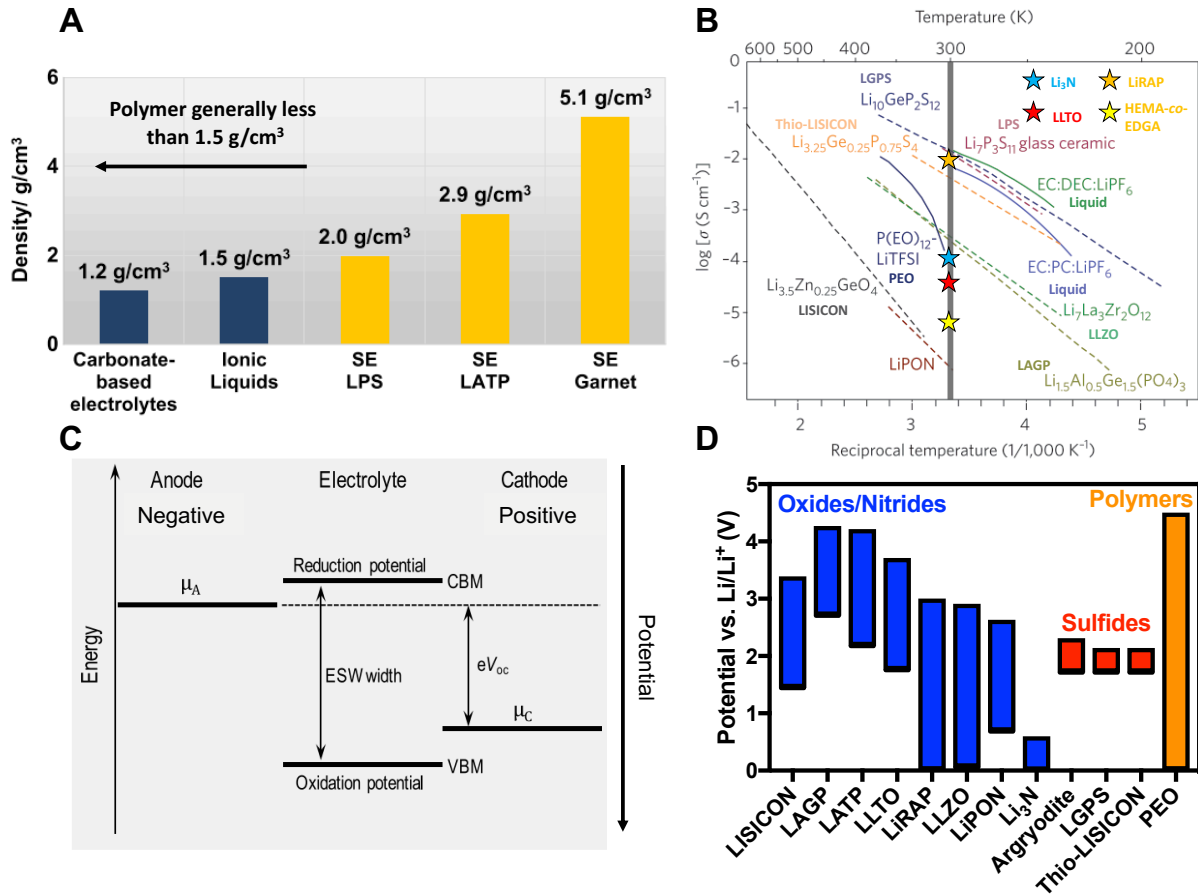 A
6
5.1 g/cm³
Polymer generally less
than 1.5 g/cm³
4
2.9 g/cm³
2.0 g/cm³
2
1.5 g/cm³
1.2 g/cm³
0
Density/ g/cm³
Carbonate-
based
electrolytes
Ionic
Liquids
SE
LPS
SE
LATP
SE
Garnet
B
Temperature (K)
600 500 400 300 200
0
-1
-2
-3
-4
-5
-6
log [σ (S cm⁻¹)]
LGPS
Li₁₀GeP₂S₁₂
Li₃N
LiRAP
LLTO
HEMA-co-
EDGA
Thio-LISICON
Li₃.₂₅Ge₀.₂₅P₀.₇₅S₄
LPS
Li₇P₃S₁₁ glass ceramic
EC:DEC:LiPF₆
Liquid
P(EO)₁₂-
LiTFSI
PEO
EC:PC:LiPF₆
Liquid
Li₃.₅Zn₀.₂₅GeO₄
LISICON
Li₇La₃Zr₂O₁₂
LLZO
LiPON
LAGP
Li₁.₅Al₀.₅Ge₁.₅(PO4)₃
2 3 4 5
Reciprocal temperature (1/1,000 K⁻¹)
C
Anode
Negative
Electrolyte
Cathode
Positive
Reduction potential
CBM
μA
Energy
ESW width
eVoc
Potential
μC
VBM
Oxidation potential
D
5
4
3
2
1
0
Potential vs. Li/Li⁺ (V)
Oxides/Nitrides
Polymers
Sulfides
LISICON
LAGP
LATP
LLTO
LiRAP
LLZO
LiPON
Li₃N
Argryodite
LGPS
Thio-LISICON
PEO